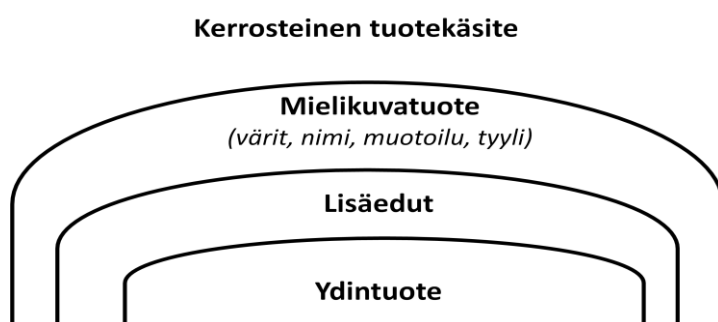 Kerrosteinen tuotekäsite
Mielikuvatuote
(värit, nimi, muotoilu, tyyli)
Lisäedut
Ydintuote